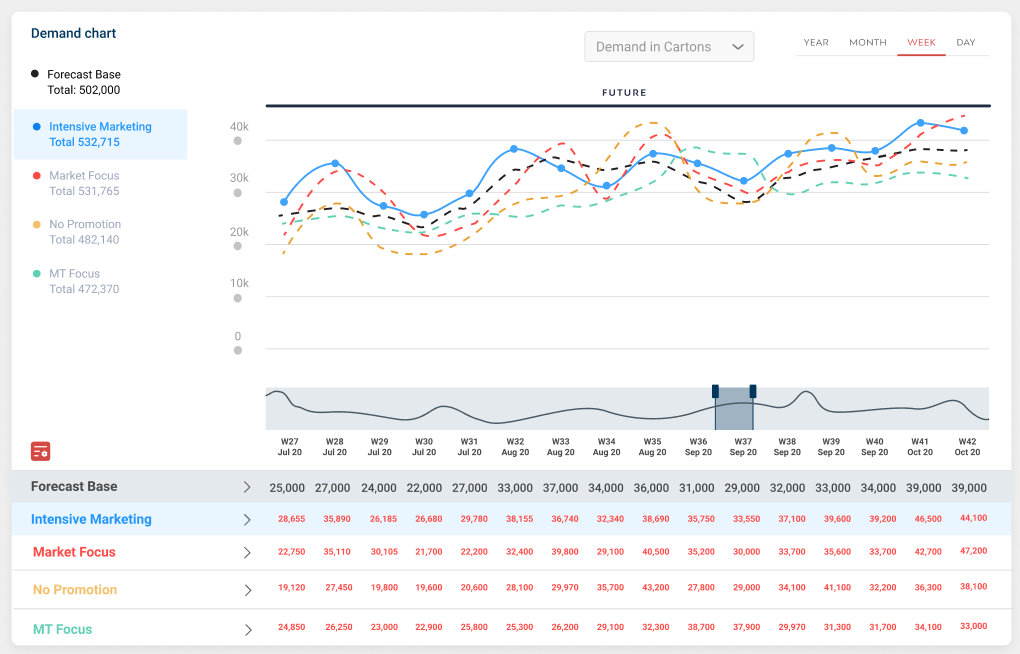 Demand chart
Demand in Cartons
YEAR MONTH WEEK DAY
Forecast Base
Total: 502,000
Intensive Marketing
Total 532,715
Market Focus
Total 531,765
No Promotion
Total 482,140
MT Focus
Total 472,370
FUTURE
40k
30k
20k
10k
0
W27 W28 W29 W30 W31 W32 W33 W34 W35 W36 W37 W38 W39 W40 W41 W42
Jul 20 Jul 20 Jul 20 Jul 20 Jul 20 Aug 20 Aug 20 Aug 20 Aug 20 Sep 20 Sep 20 Sep 20 Sep 20 Sep 20 Oct 20 Oct 20
Forecast Base 25,000 27,000 24,000 22,000 27,000 33,000 37,000 34,000 36,000 31,000 29,000 32,000 33,000 34,000 39,000 39,000
Intensive Marketing 28,655 35,890 26,185 26,680 29,780 38,155 36,740 32,340 38,690 35,750 33,550 37,100 39,600 39,200 46,500 44,100
Market Focus 22,750 35,110 30,105 21,700 22,200 32,400 39,800 29,100 40,500 35,200 30,000 33,700 35,600 33,700 42,700 47,200
No Promotion 19,120 27,450 19,800 19,600 20,600 28,100 29,970 35,700 43,200 27,800 29,000 34,100 41,100 32,200 36,300 38,100
MT Focus 24,850 26,250 23,000 22,900 25,800 25,300 26,200 29,100 32,300 38,700 37,900 29,970 31,300 31,700 34,100 33,000